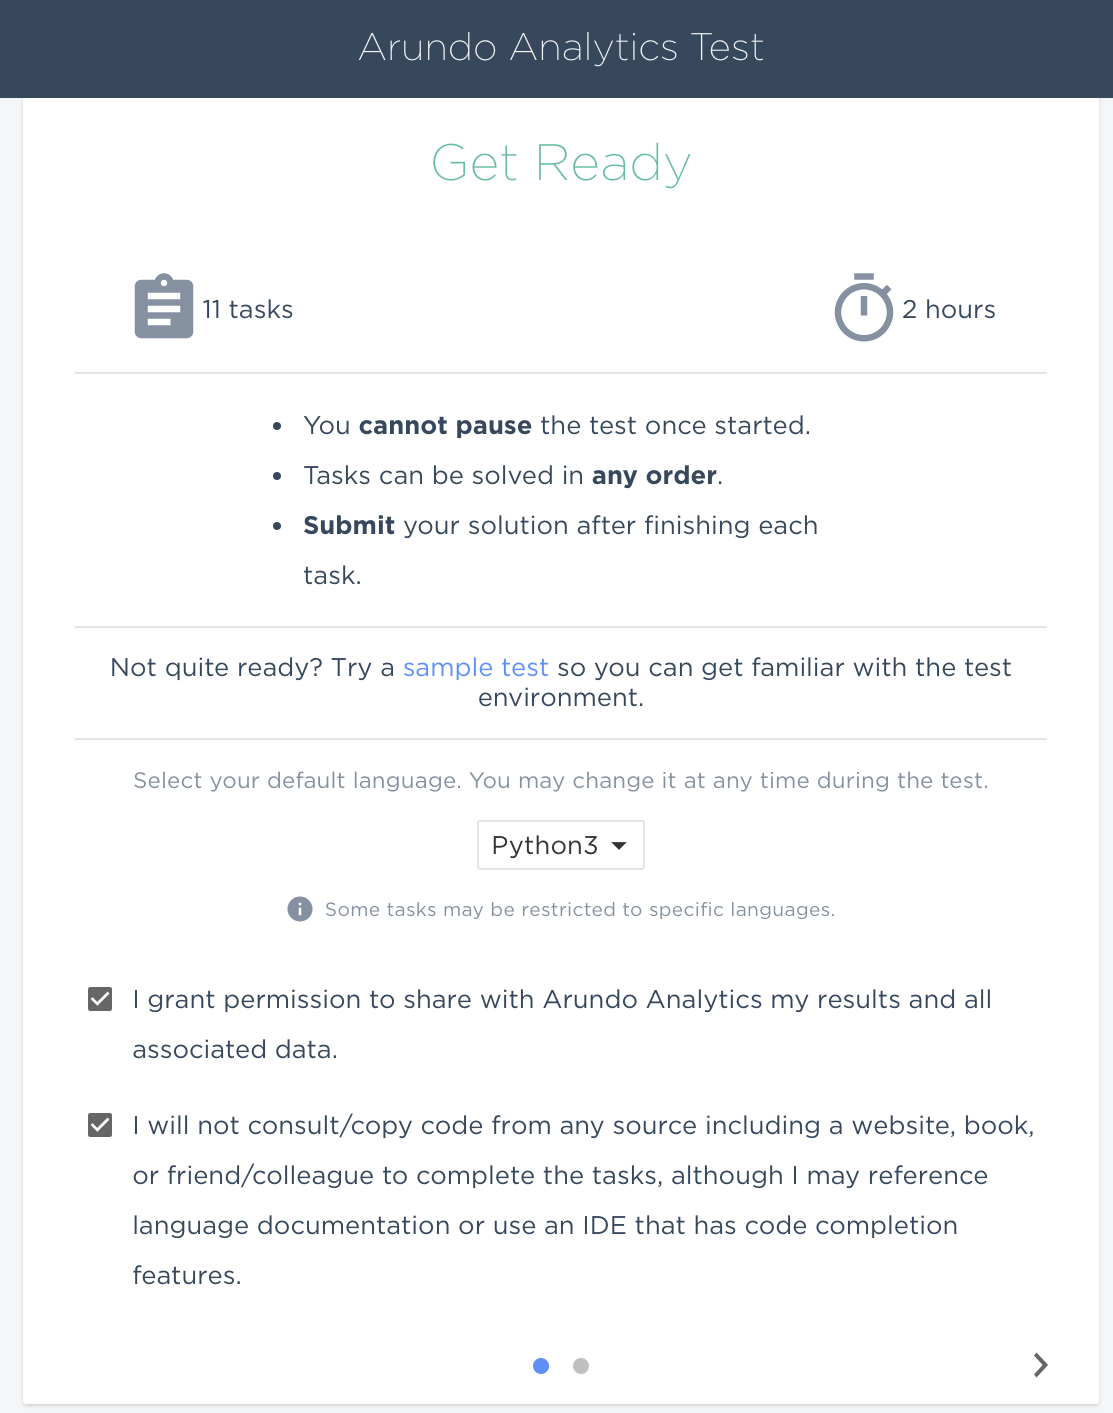 Arundo Analytics Test
Get Ready
11 tasks
2 hours
You cannot pause the test once started.
Tasks can be solved in any order.
Submit your solution after finishing each
task.
Not quite ready? Try a sample test so you can get familiar with the test
environment.
Select your default language. You may change it at any time during the test.
Python3
Some tasks may be restricted to specific languages.
I grant permission to share with Arundo Analytics my results and all
associated data.
I will not consult/copy code from any source including a website, book,
or friend/colleague to complete the tasks, although I may reference
language documentation or use an IDE that has code completion
features.